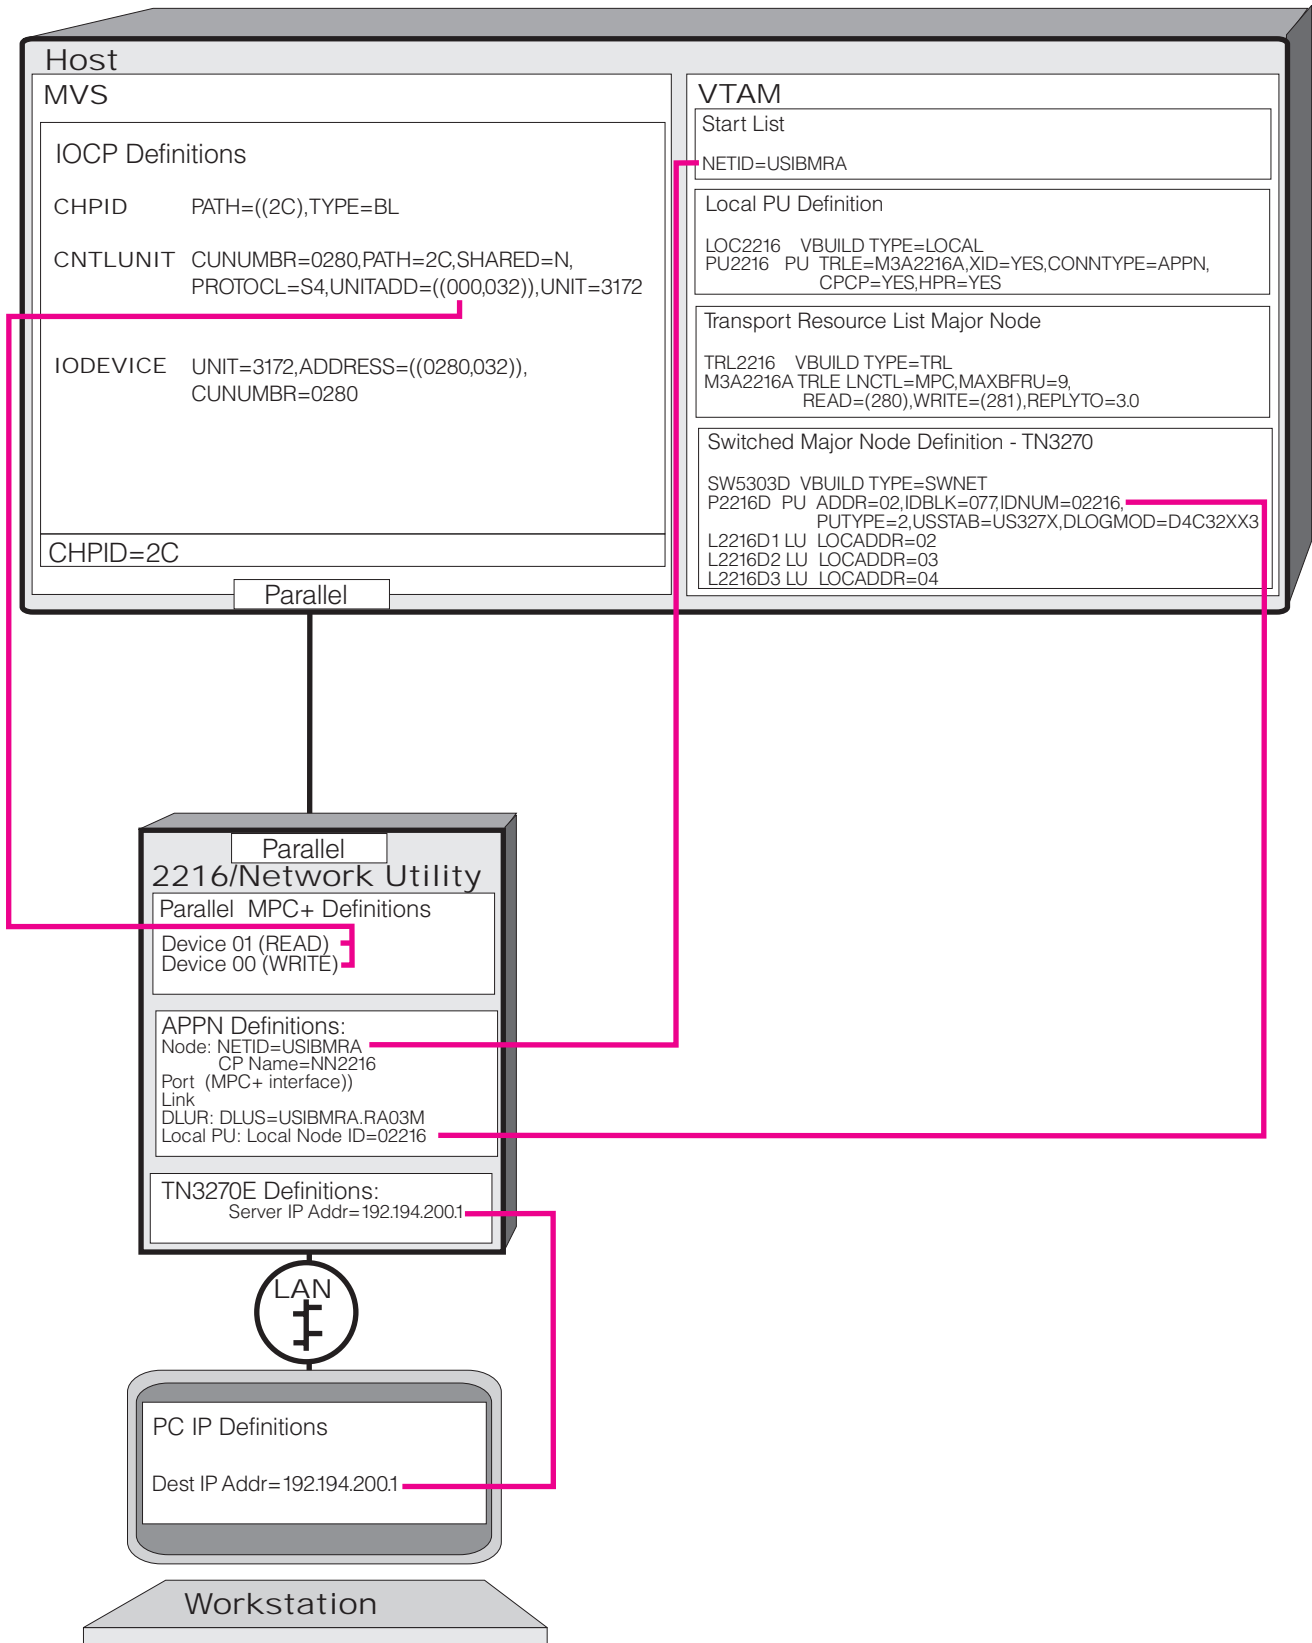 Host
MVS
IOCP Definitions
CHPID PATH=((2C),TYPE=BL
CNTLUNIT CUNUMBR=0280,PATH=2C,SHARED=N,
PROTOCL=S4,UNITADD=((000,032)),UNIT=3172
IODEVICE UNIT=3172,ADDRESS=((0280,032)),
CUNUMBR=0280
CHPID=2C
Parallel
VTAM
Start List
NETID=USIBMRA
Local PU Definition
LOC2216 VBUILD TYPE=LOCAL
PU2216 PU TRLE=M3A2216A,XID=YES,CONNTYPE=APPN,
CPCP=YES,HPR=YES
Transport Resource List Major Node
TRL2216 VBUILD TYPE=TRL
M3A2216A TRLE LNCTL=MPC,MAXBFRU=9,
READ=(280),WRITE=(281),REPLYTO=3.0
Switched Major Node Definition - TN3270
SW5303D VBUILD TYPE=SWNET
P2216D PU ADDR=02,IDBLK=077,IDNUM=02216,
PUTYPE=2,USSTAB=US327X,DLOGMOD=D4C32XX3
L2216D1 LU LOCADDR=02
L2216D2 LU LOCADDR=03
L2216D3 LU LOCADDR=04
Parallel
2216/Network Utility
Parallel MPC+ Definitions
Device 01 (READ)
Device 00 (WRITE)
APPN Definitions:
Node: NETID=USIBMRA
CP Name=NN2216
Port (MPC+ interface))
Link
DLUR: DLUS=USIBMRA.RA03M
Local PU: Local Node ID=02216
TN3270E Definitions:
Server IP Addr=192.194.200.1
LAN
PC IP Definitions
Dest IP Addr=192.194.200.1
Workstation